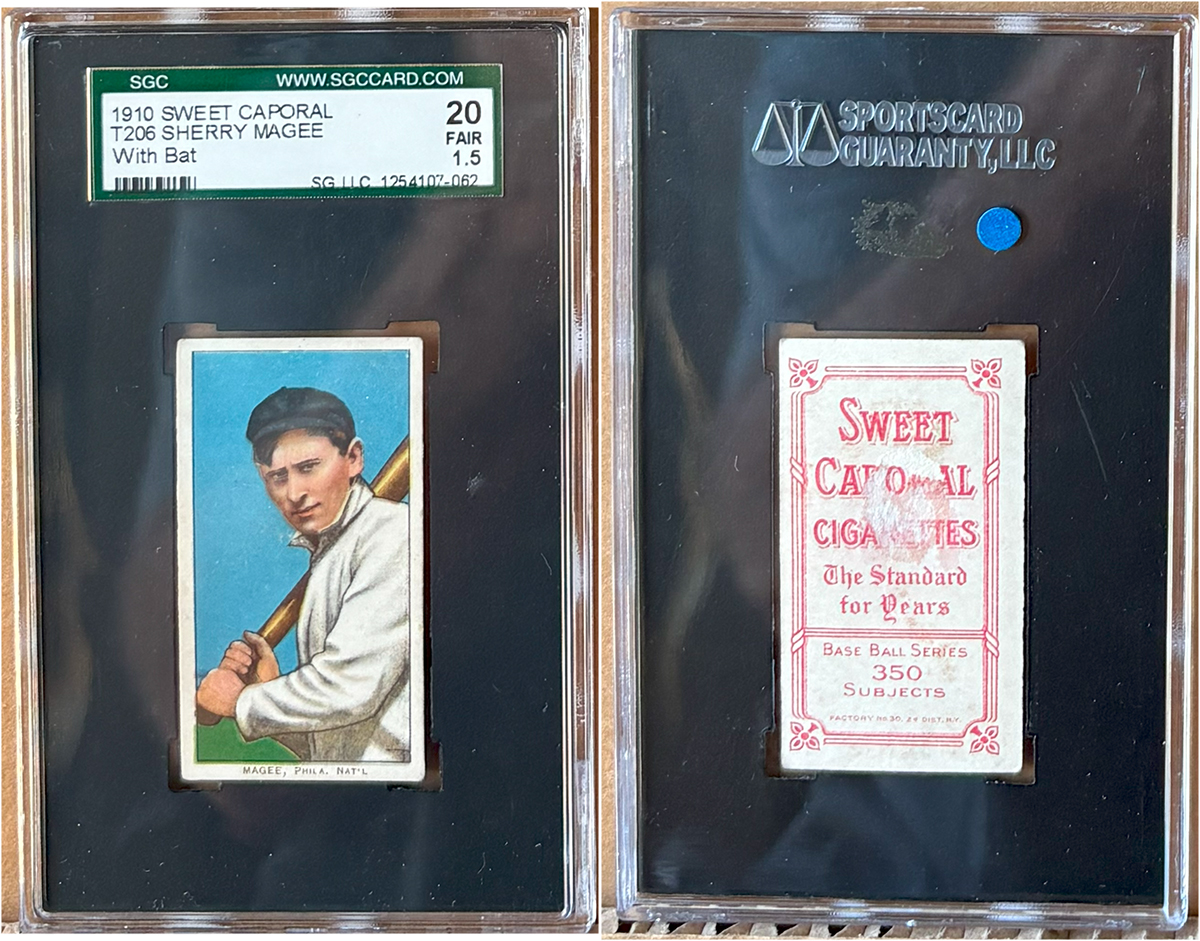 SGC WWW.SGCCARD.COM
1910 SWEET CAPORAL 20
T206 SHERRY MAGEE FAIR
With Bat 1.5
1254107-062
MAGEE, PHILA. NAT'L
SPORTSCARD
GUARANTY, LLC
SWEET
CAPORAL
CIGARETTES
The Standard
for Years
BASE BALL SERIES
350
SUBJECTS
FACTORY No. 30, 2d DIST. N.Y.